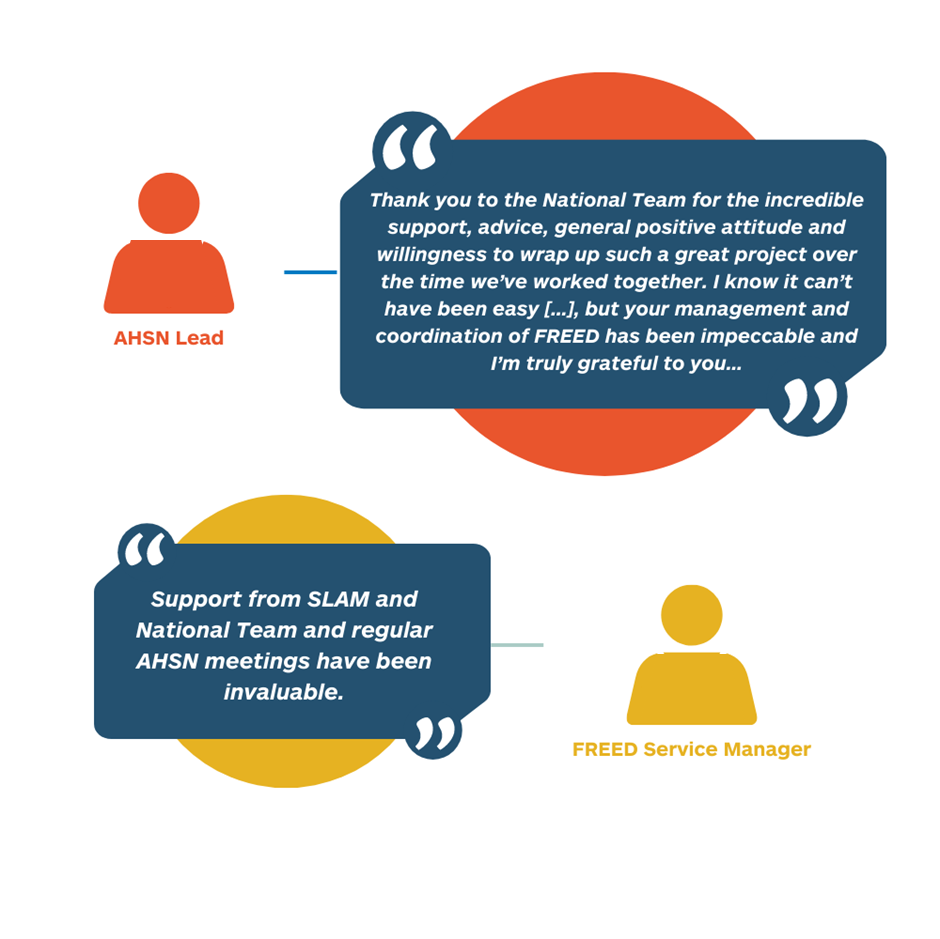 Thank you to the National Team for the incredible
support, advice, general positive attitude and
willingness to wrap up such a great project over
the time we’ve worked together. I know it can’t
have been easy [...], but your management and
coordination of FREED has been impeccable and
I’m truly grateful to you...
AHSN Lead
Support from SLAM and
National Team and regular
AHSN meetings have been
invaluable.
FREED Service Manager